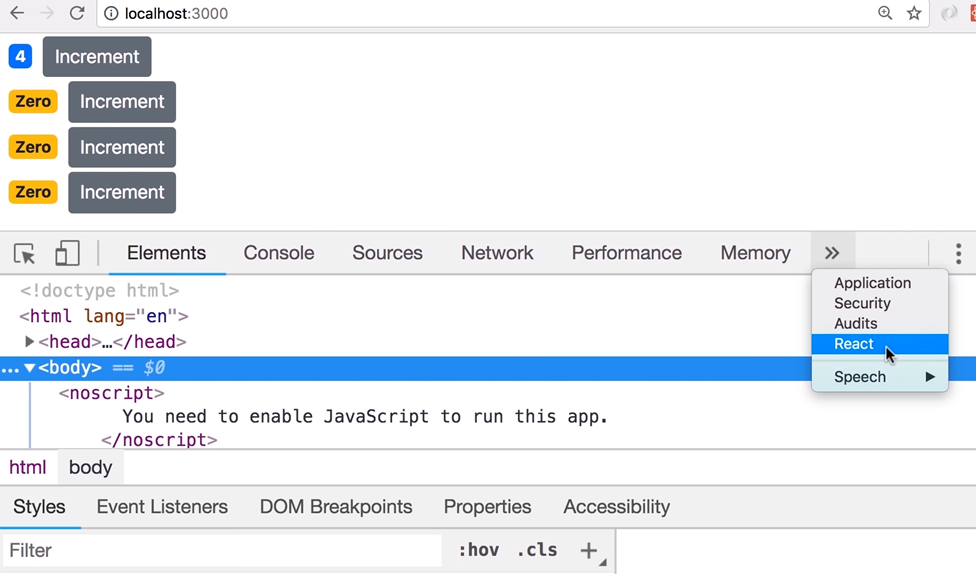 localhost:3000
4 Increment
Zero Increment
Zero Increment
Zero Increment
Elements Console Sources Network Performance Memory »
Application
Security
Audits
React
Speech
<!doctype html>
<html lang="en">
<head>…</head>
... <body> == $0
<noscript>
You need to enable JavaScript to run this app.
</noscript>
html body
Styles Event Listeners DOM Breakpoints Properties Accessibility
Filter :hov .cls +